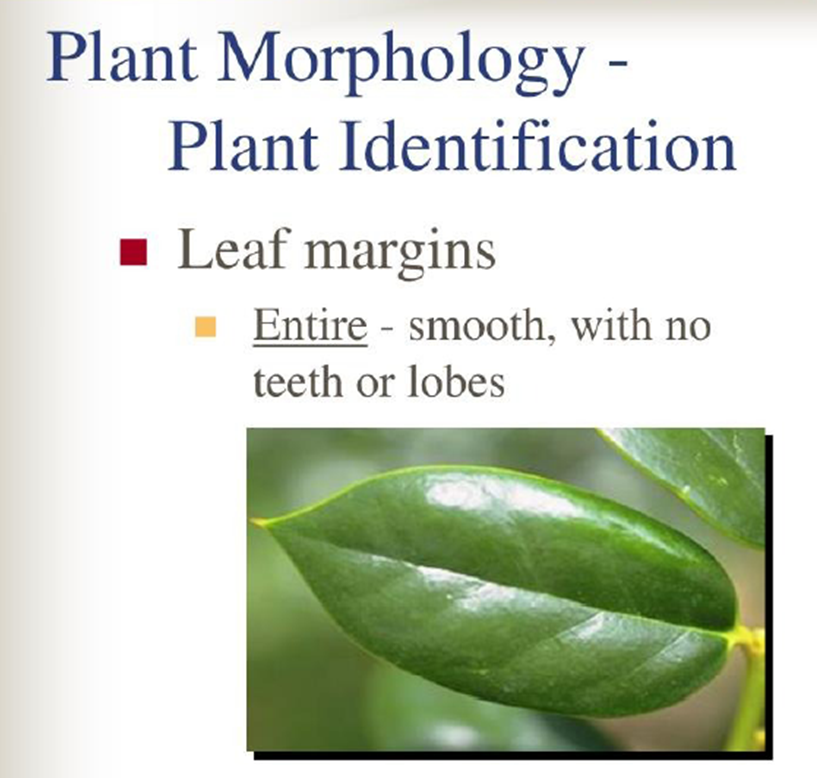 Plant Morphology -
Plant Identification
Leaf margins
Entire - smooth, with no
teeth or lobes